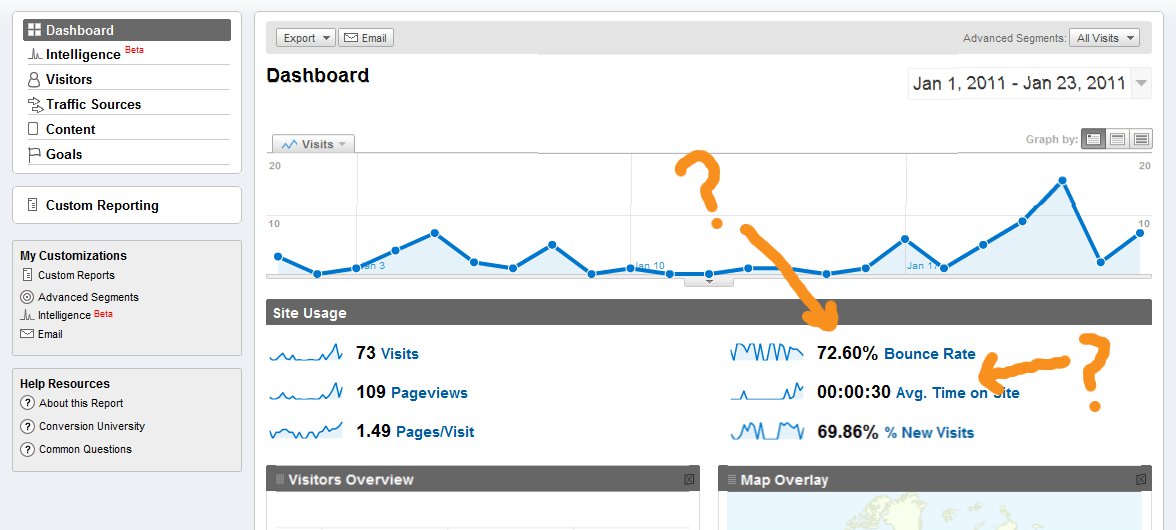 Dashboard
Intelligence Beta
Visitors
Traffic Sources
Content
Goals
Custom Reporting
My Customizations
Custom Reports
Advanced Segments
Intelligence Beta
Email
Help Resources
? About this Report
? Conversion University
? Common Questions
Export Email
Advanced Segments: All Visits
Dashboard
Jan 1, 2011 - Jan 23, 2011
Visits
Graph by:
20 20
10 10
Jan 3 Jan 10 Jan 17
?
Site Usage
73 Visits
109 Pageviews
1.49 Pages/Visit
72.60% Bounce Rate
00:00:30 Avg. Time on Site
69.86% % New Visits
?
Visitors Overview
Map Overlay